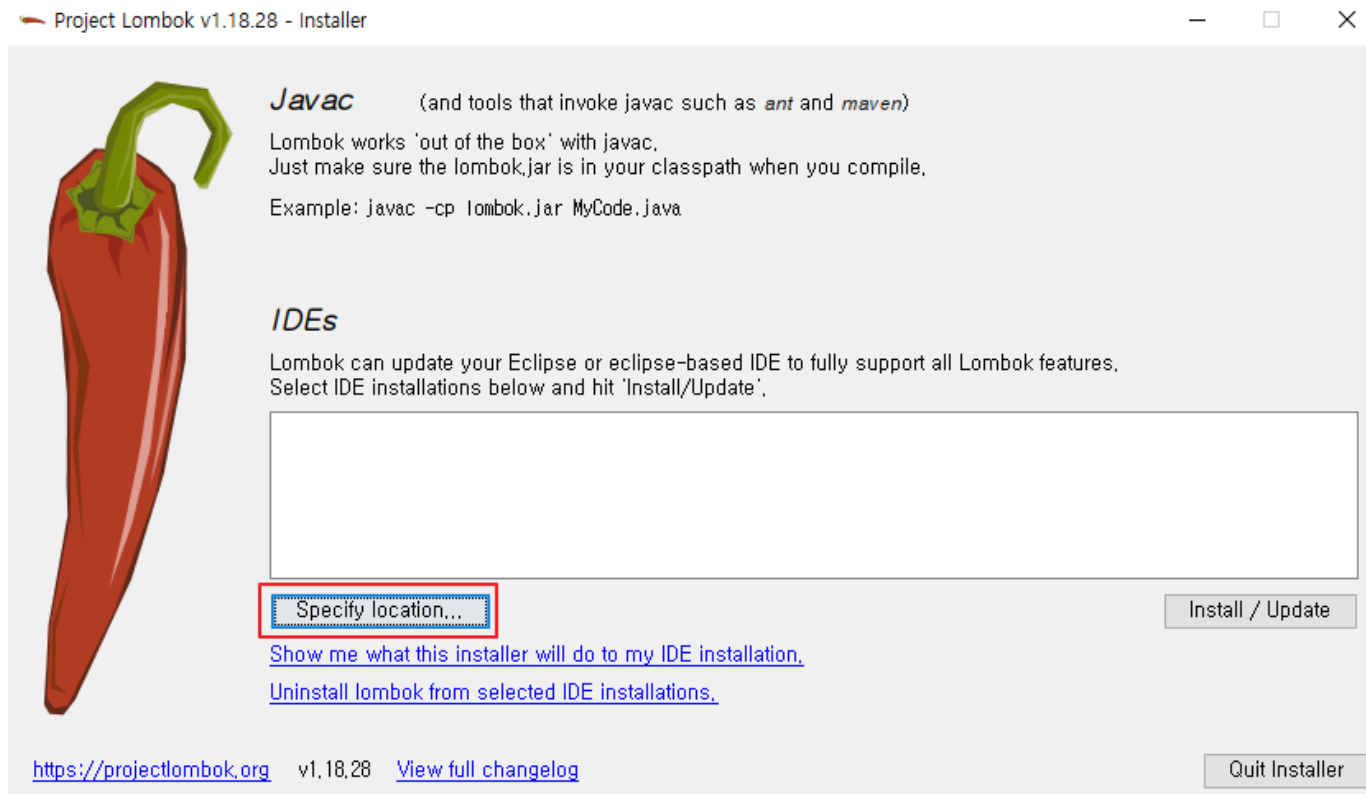 Project Lombok v1.18.28 - Installer
Javac (and tools that invoke javac such as ant and maven)
Lombok works 'out of the box' with javac.
Just make sure the lombok.jar is in your classpath when you compile.
Example: javac -cp lombok.jar MyCode.java
IDEs
Lombok can update your Eclipse or eclipse-based IDE to fully support all Lombok features.
Select IDE installations below and hit 'Install/Update'.
Specify location...
Install / Update
Show me what this installer will do to my IDE installation.
Uninstall lombok from selected IDE installations.
https://projectlombok.org v1.18.28 View full changelog
Quit Installer